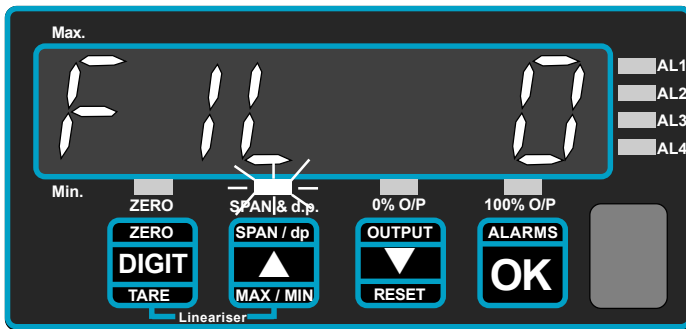 Max.
F IL 0
AL1
AL2
AL3
AL4
Min.
ZERO SPAN & d.p. 0% O/P 100% O/P
ZERO SPAN / dp OUTPUT ALARMS
DIGIT ▲ ▼ OK
TARE MAX / MIN RESET
Lineariser